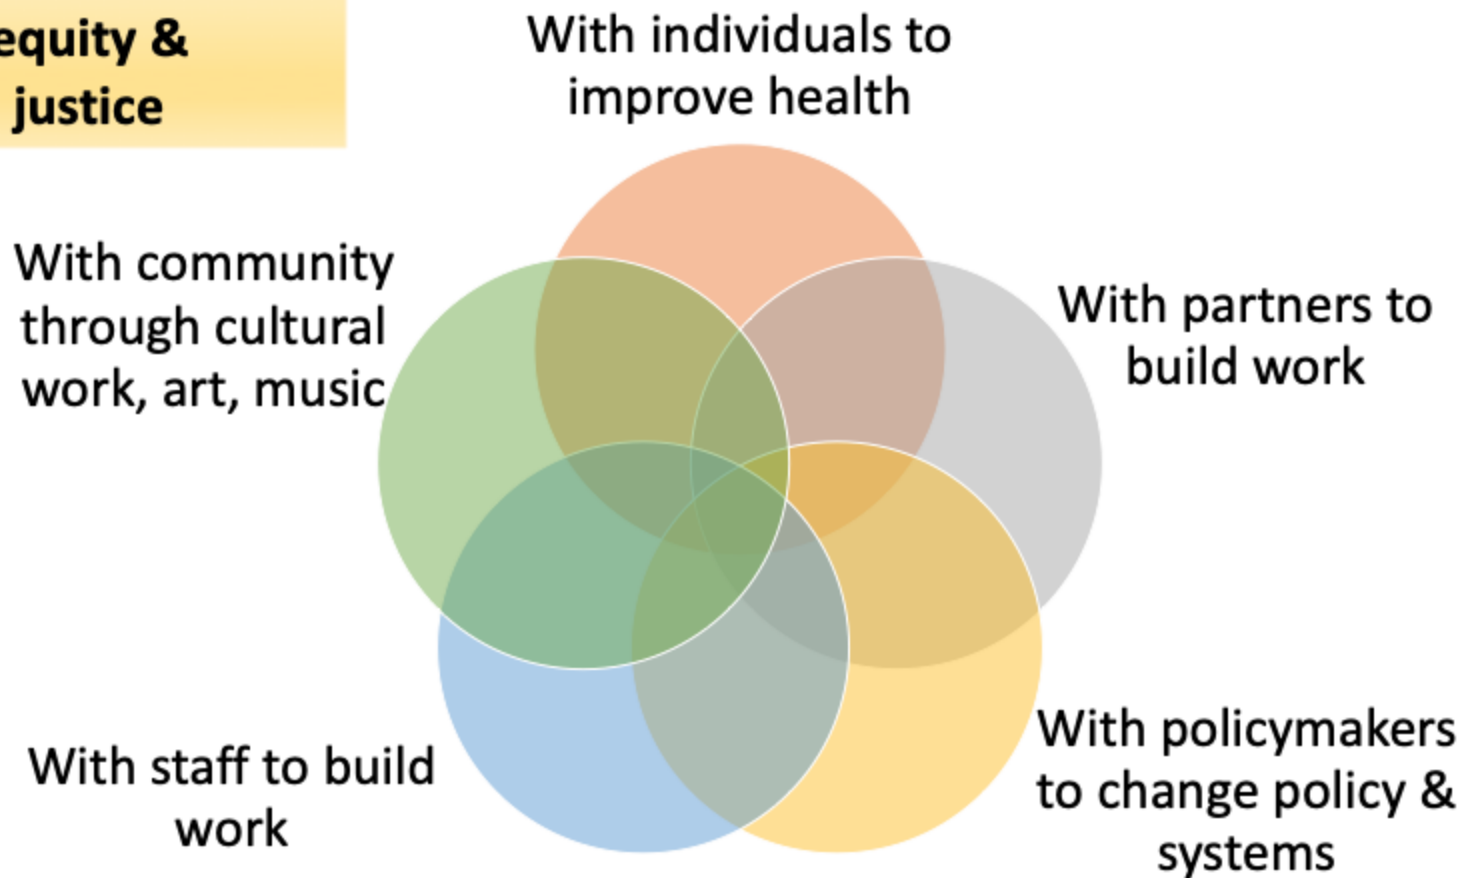 equity &
justice
With individuals to
improve health
With community
through cultural
work, art, music
With partners to
build work
With staff to build
work
With policymakers
to change policy &
systems